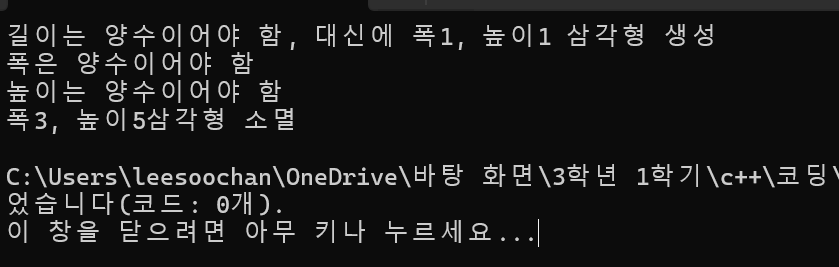 길이는 양수이어야 함, 대신에 폭1, 높이1 삼각형 생성
폭은 양수이어야 함
높이는 양수이어야 함
폭3, 높이5삼각형 소멸
C:\Users\leesoochan\OneDrive\바탕 화면\3학년 1학기\c++\코딩\
었습니다(코드: 0개).
이 창을 닫으려면 아무 키나 누르세요...